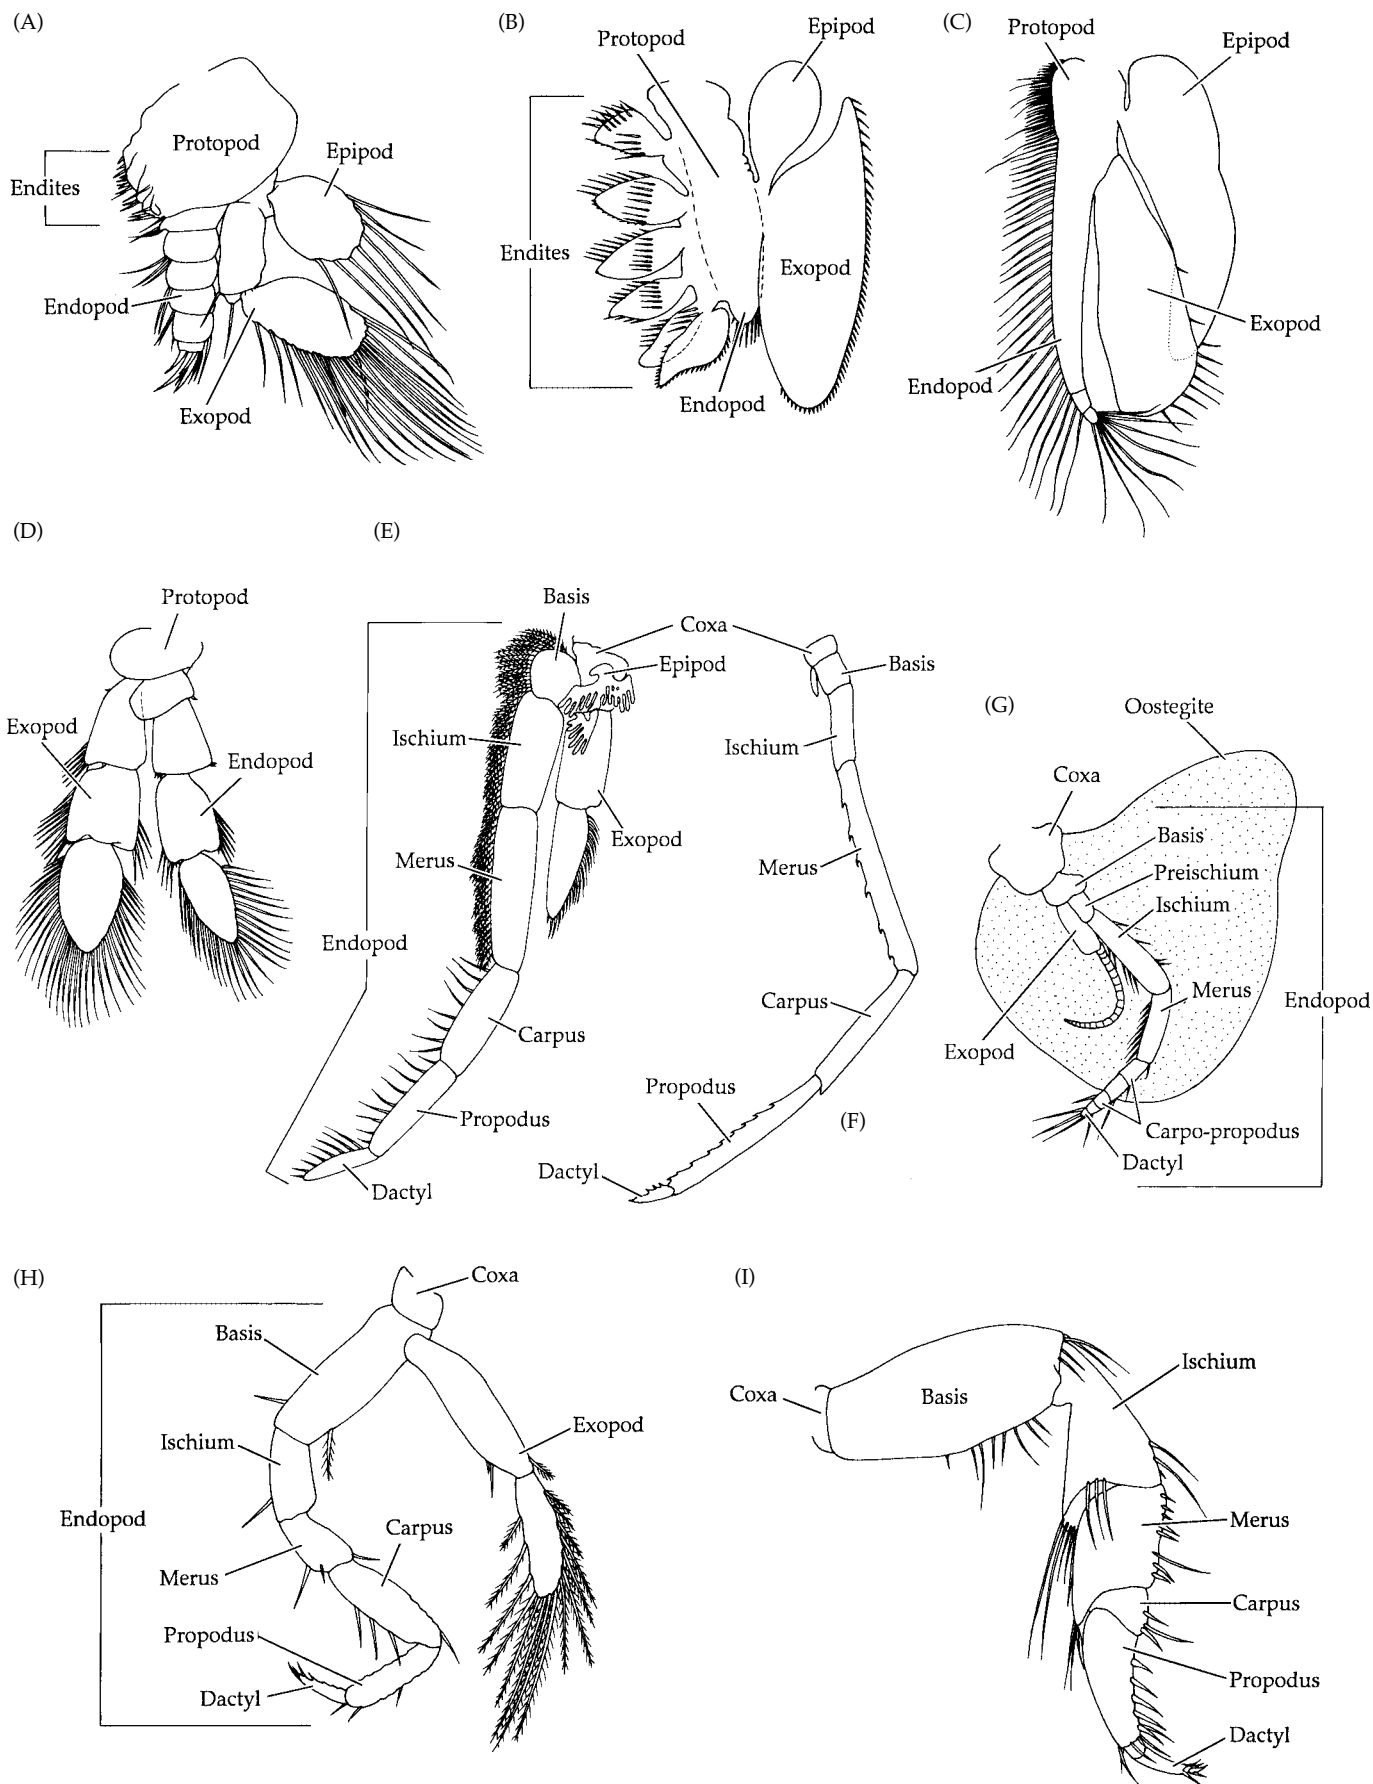 (A)
Protopod
Epipod
Endites
Endopod
Exopod
(B)
Protopod
Epipod
Endites
Exopod
Endopod
(C)
Protopod
Epipod
Exopod
Endopod
(D)
Protopod
Exopod
Endopod
(E)
Basis
Coxa
Epipod
Ischium
Exopod
Merus
Endopod
Carpus
Propodus
Dactyl
Basis
Ischium
Merus
Carpus
Propodus
(F)
Dactyl
(G)
Oostegite
Coxa
Basis
Preischium
Ischium
Merus
Endopod
Exopod
Carpo-propodus
Dactyl
(H)
Coxa
Basis
Exopod
Ischium
Endopod
Carpus
Merus
Propodus
Dactyl
(I)
Ischium
Coxa
Basis
Merus
Carpus
Propodus
Dactyl